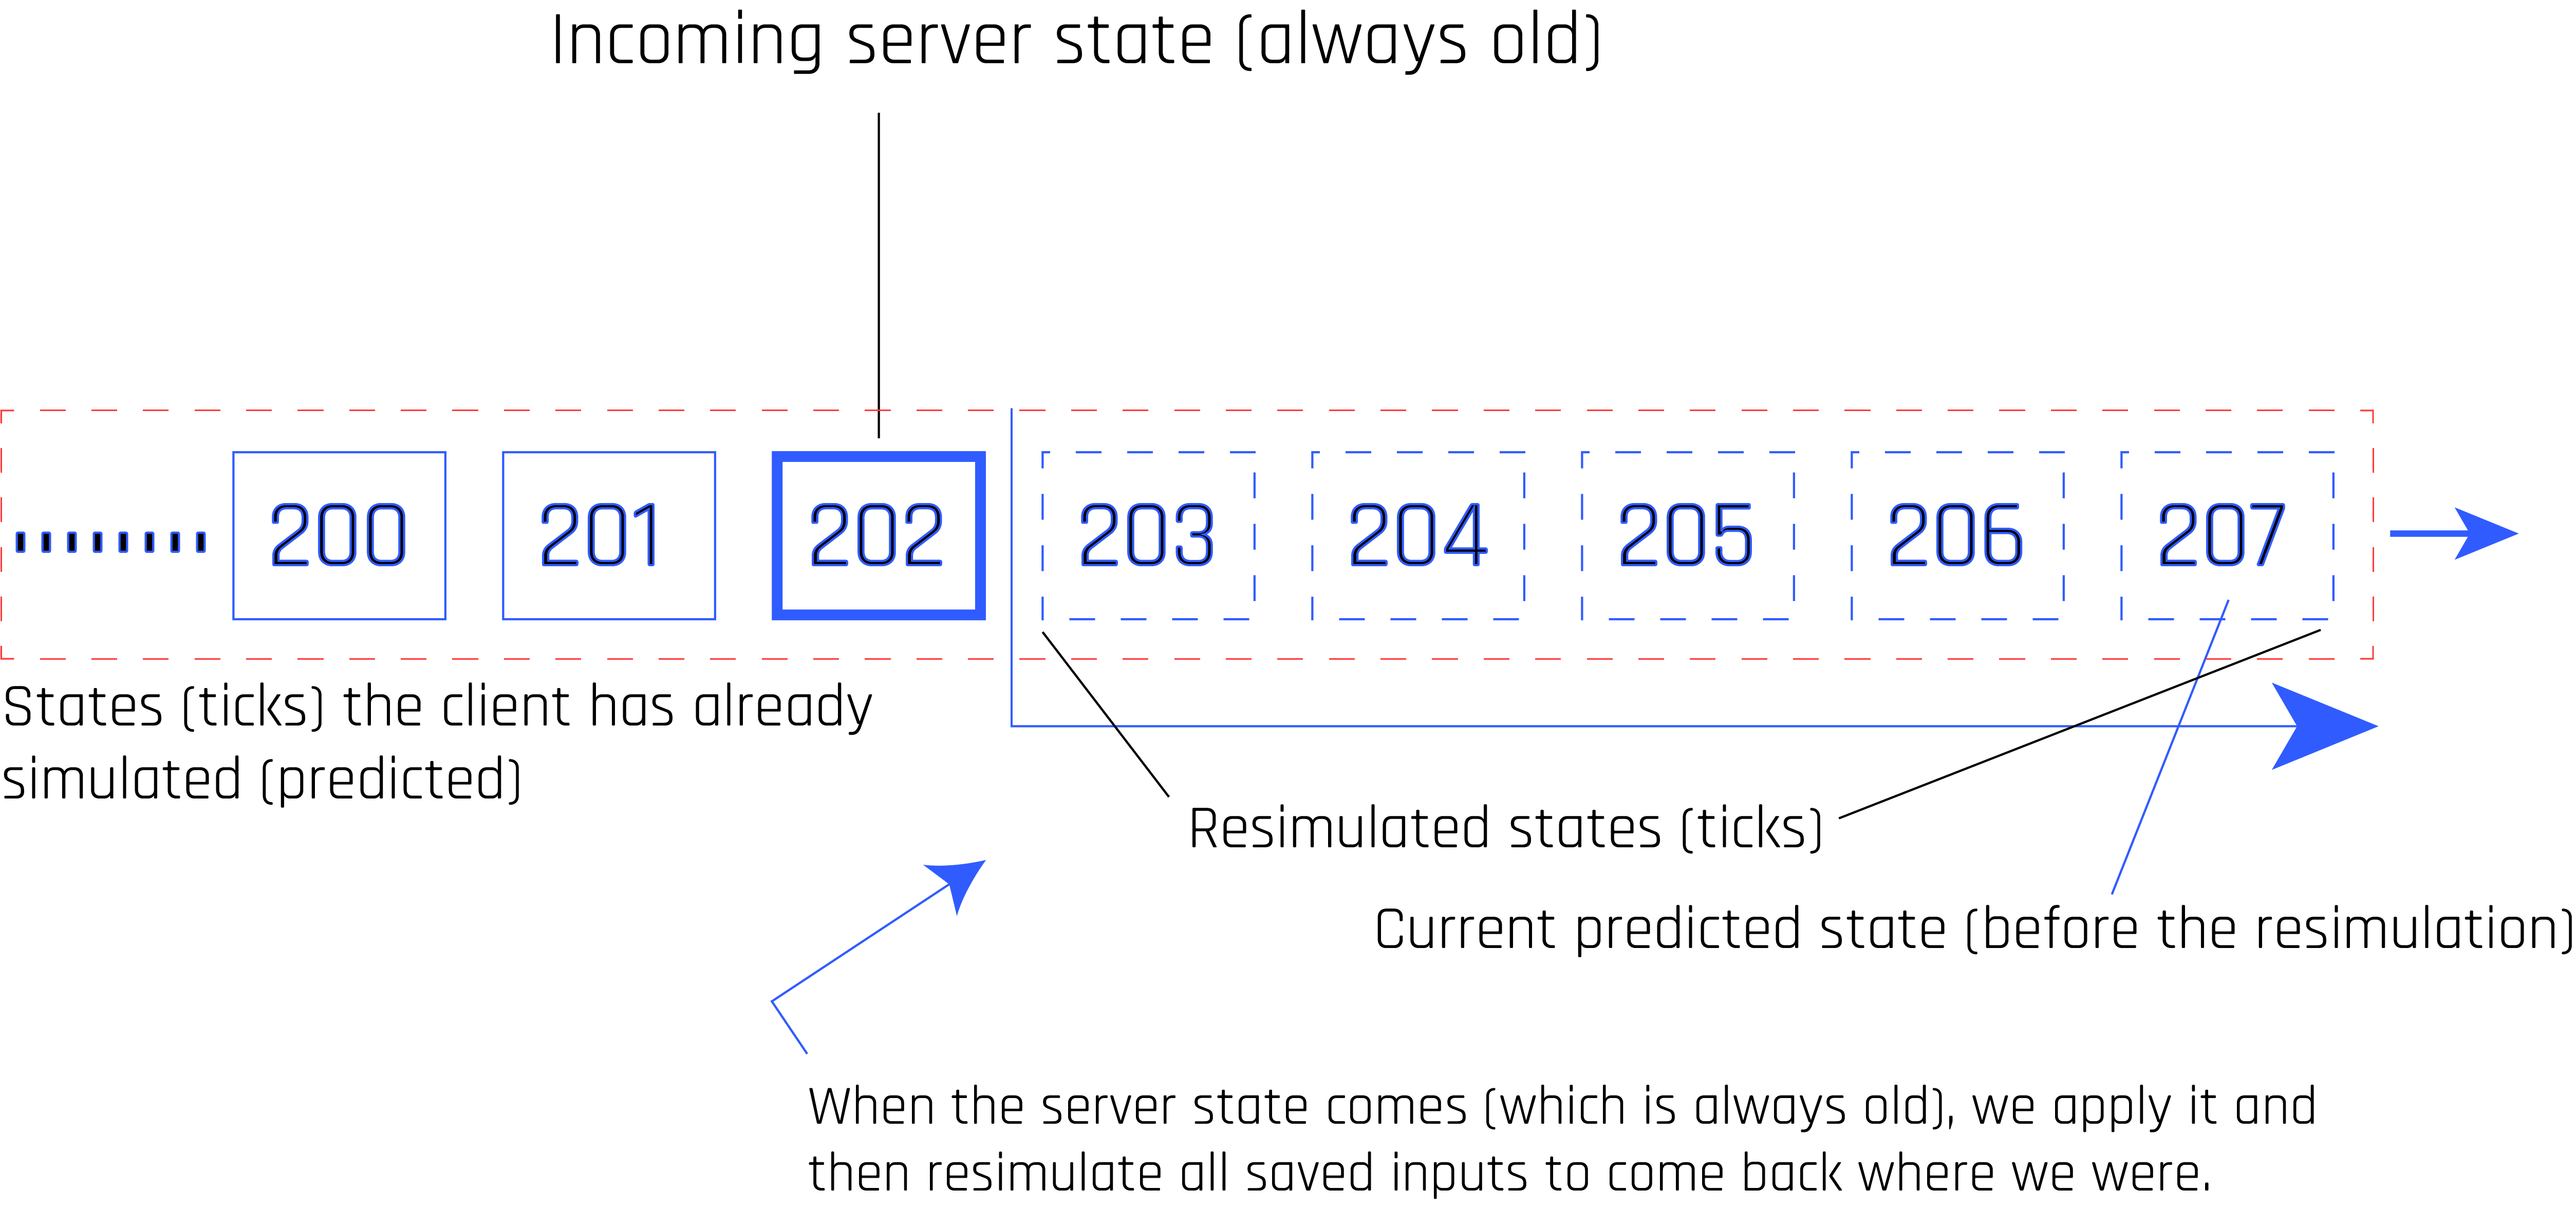 Incoming server state (always old)
200 201 202 203 204 205 206 207
States (ticks) the client has already
simulated (predicted)
Resimulated states (ticks)
Current predicted state (before the resimulation)
When the server state comes (which is always old), we apply it and
then resimulate all saved inputs to come back where we were.